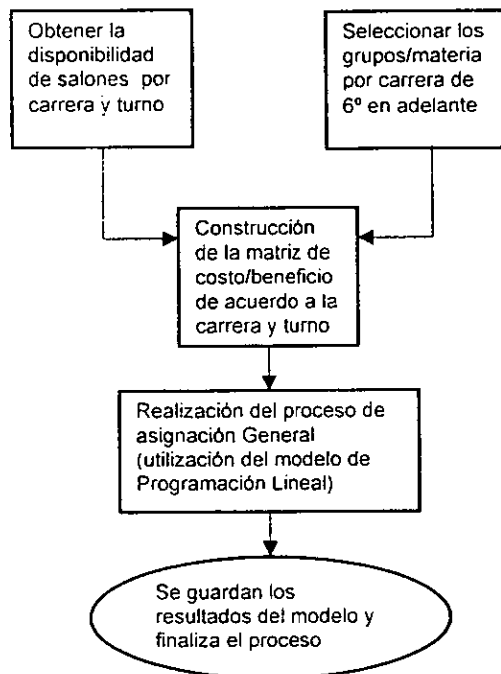 Obtener la
disponibilidad
de salones por
carrera y turno
Seleccionar los
grupos/materia
por carrera de
6º en adelante
Construcción
de la matriz de
costo/beneficio
de acuerdo a la
carrera y turno
Realización del proceso de
asignación General
(utilización del modelo de
Programación Lineal)
Se guardan los
resultados del modelo y
finaliza el proceso